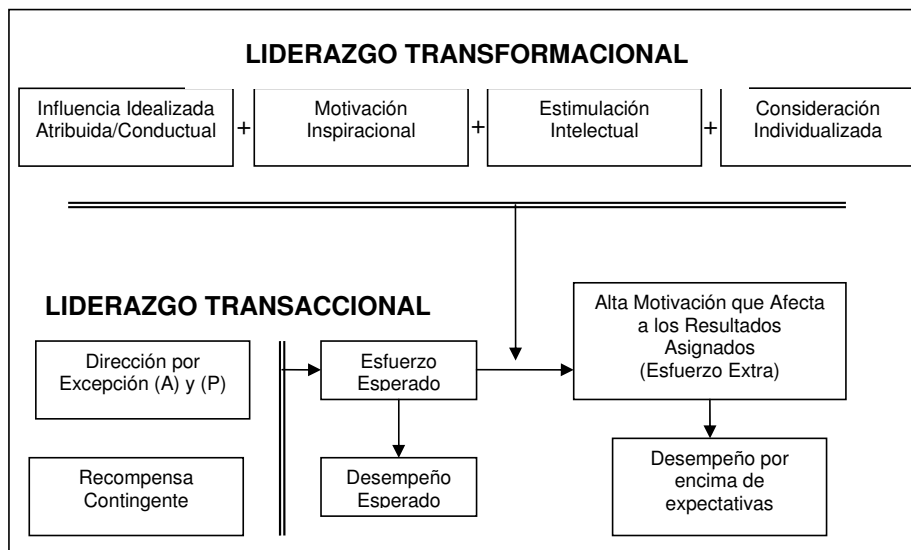 LIDERAZGO TRANSFORMACIONAL
Influencia Idealizada
Atribuida/Conductual
+
Motivación
Inspiracional
+
Estimulación
Intelectual
+
Consideración
Individualizada
LIDERAZGO TRANSACCIONAL
Dirección por
Excepción (A) y (P)
Recompensa
Contingente
Esfuerzo
Esperado
Desempeño
Esperado
Alta Motivación que Afecta
a los Resultados
Asignados
(Esfuerzo Extra)
Desempeño por
encima de
expectativas